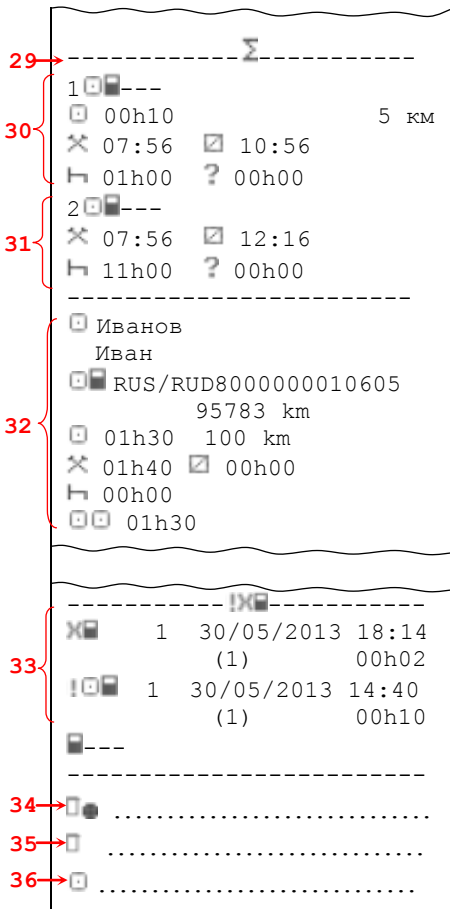 29 -----------Σ-----------
30
1 ---
00h10 5 км
07:56 10:56
01h00 ? 00h00
31
2 ---
07:56 12:16
11h00 ? 00h00
------------------------
32
Иванов
Иван
RUS/RUD8000000010605
95783 km
01h30 100 km
01h40 00h00
00h00
01h30
-----------!X-----------
33
X 1 30/05/2013 18:14
(1) 00h02
! 1 30/05/2013 14:40
(1) 00h10
---
-------------------------
34 .............................
35 ...........................
36 ...........................